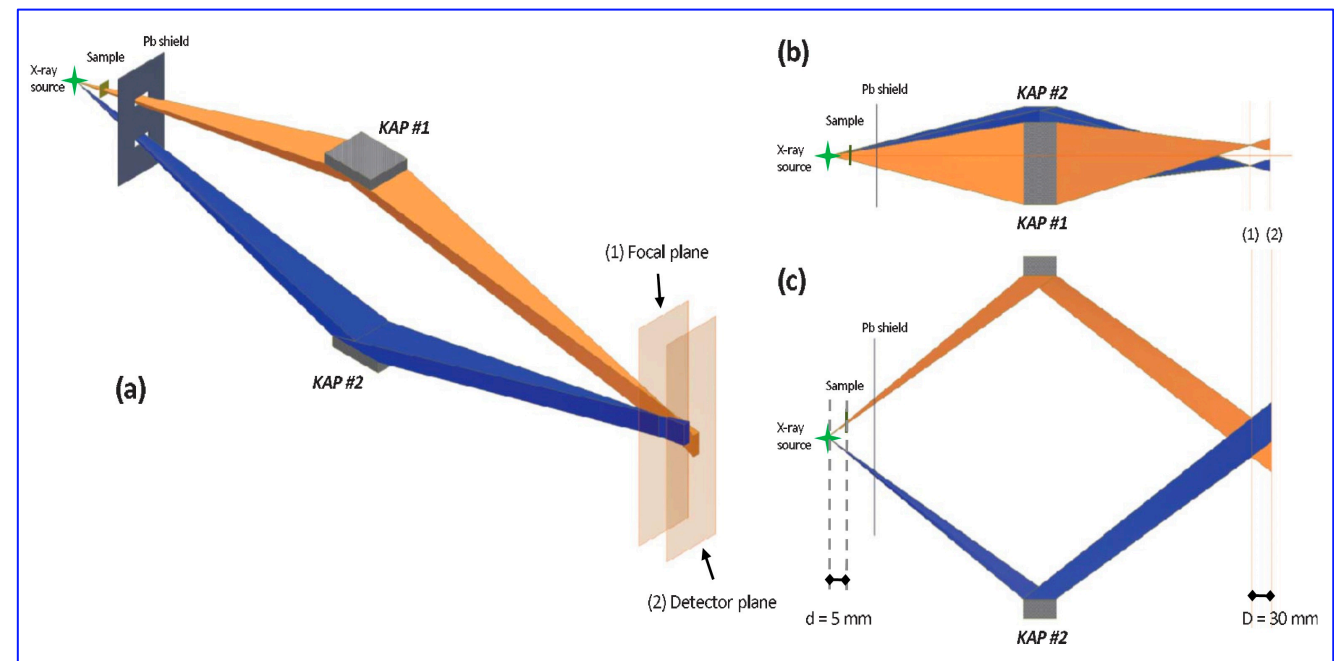 Pb shield
Sample
X-ray
source
KAP #1
(1) Focal plane
KAP #2
(a)
(2) Detector plane
(b)
KAP #2
Pb shield
Sample
X-ray
source
KAP #1
(1) (2)
(c)
Pb shield
Sample
X-ray
source
d = 5 mm
D = 30 mm
KAP #2